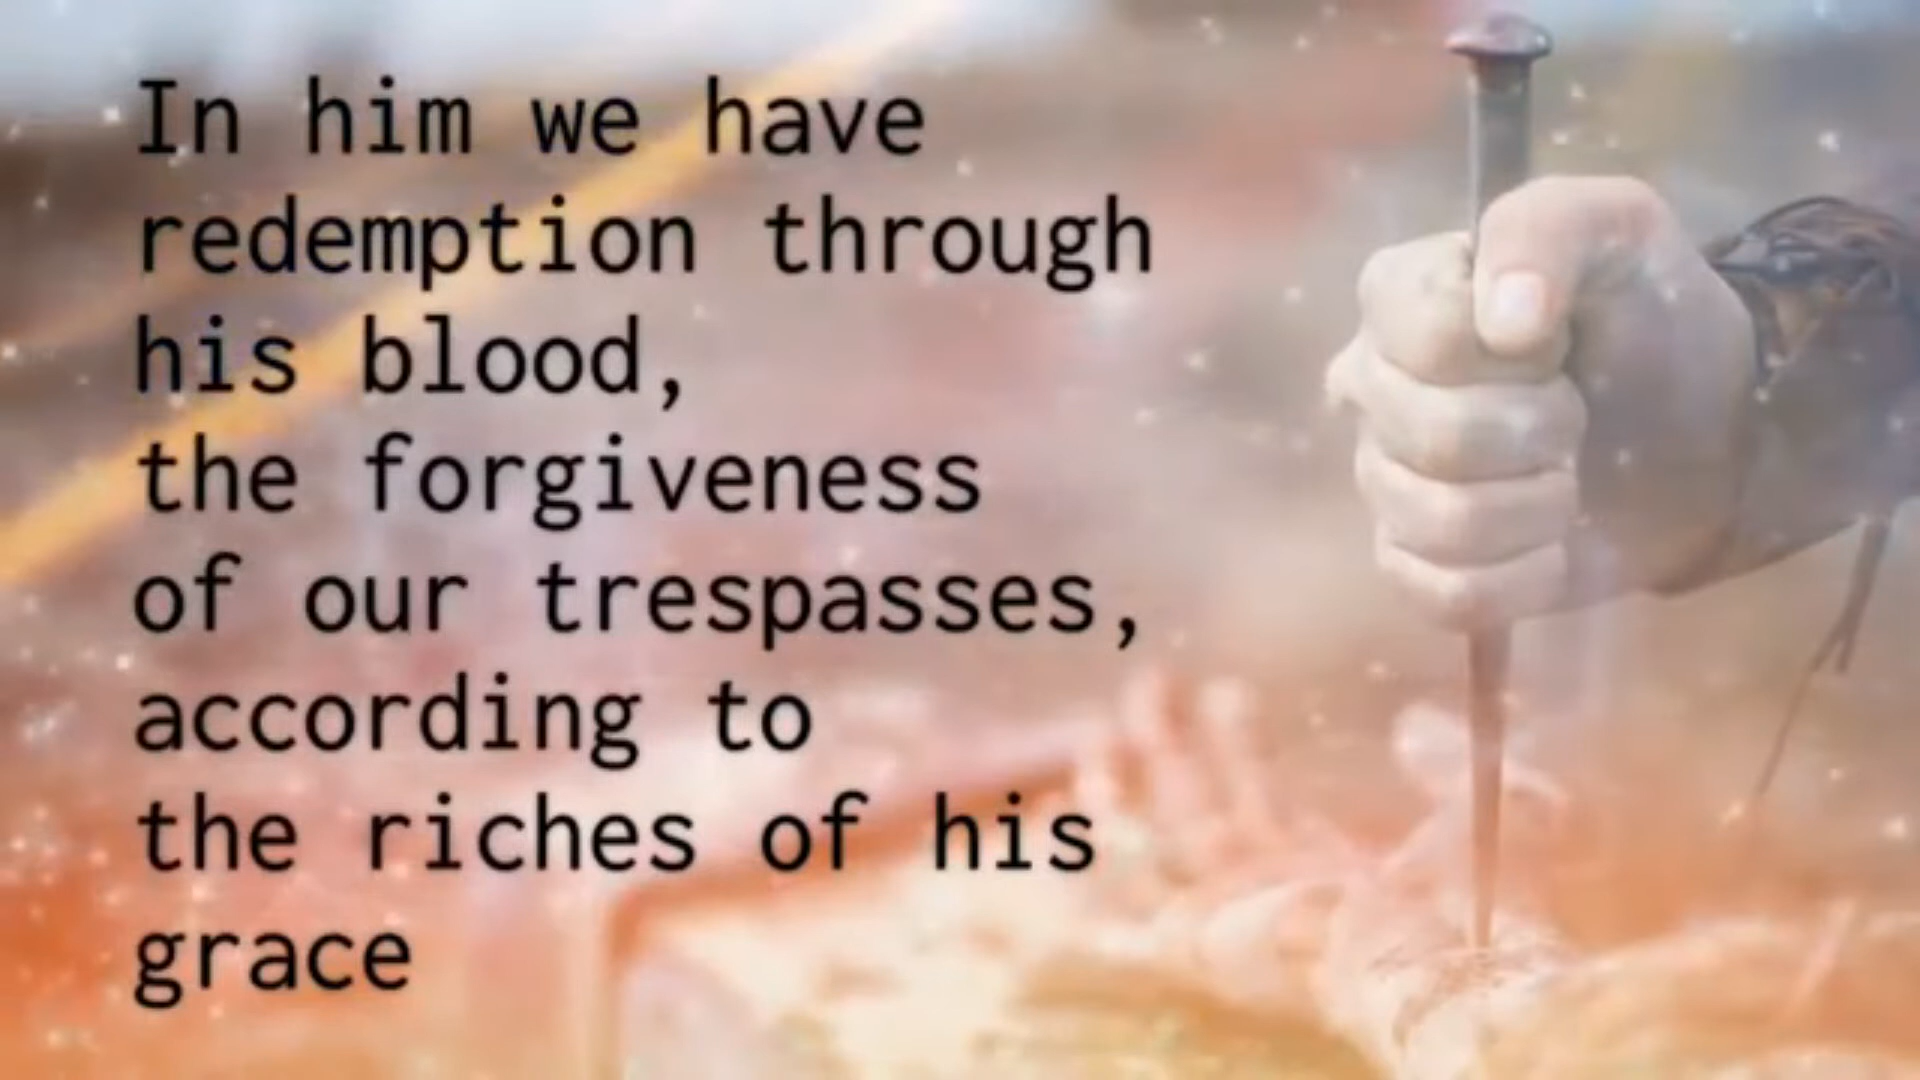 In him we have
redemption through
his blood,
the forgiveness
of our trespasses,
according to
the riches of his
grace